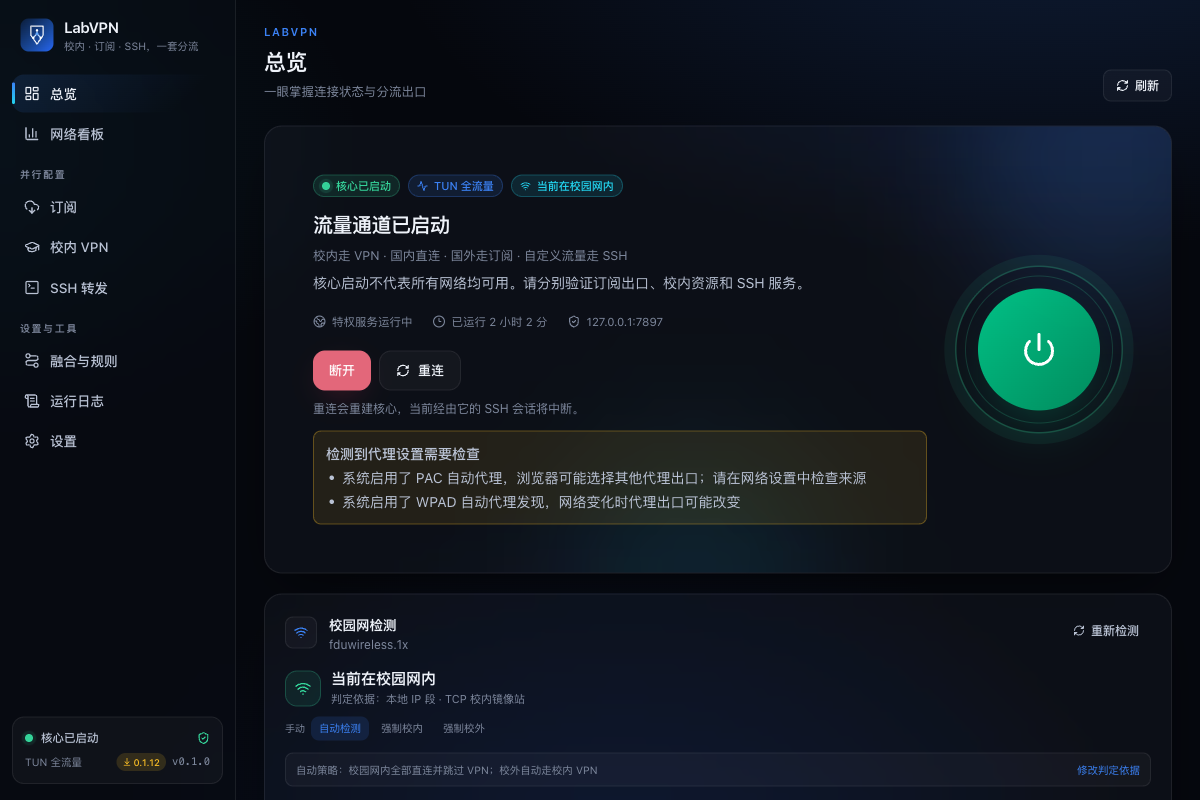 LabVPN
校内 · 订阅 · SSH，一套分流
总览
网络看板
并行配置
订阅
校内 VPN
SSH 转发
设置与工具
融合与规则
运行日志
设置
核心已启动
TUN 全流量
0.1.12
v0.1.0
LABVPN
总览
一眼掌握连接状态与分流出口
刷新
核心已启动
TUN 全流量
当前在校园网内
流量通道已启动
校内走 VPN · 国内直连 · 国外走订阅 · 自定义流量走 SSH
核心启动不代表所有网络均可用。请分别验证订阅出口、校内资源和 SSH 服务。
特权服务运行中
已运行 2 小时 2 分
127.0.0.1:7897
断开
重连
重连会重建核心，当前经由它的 SSH 会话将中断。
检测到代理设置需要检查
• 系统启用了 PAC 自动代理，浏览器可能选择其他代理出口；请在网络设置中检查来源
• 系统启用了 WPAD 自动代理发现，网络变化时代理出口可能改变
校园网检测
fduwireless.1x
重新检测
当前在校园网内
判定依据：本地 IP 段 · TCP 校内镜像站
手动
自动检测
强制校内
强制校外
自动策略：校园网内全部直连并跳过 VPN；校外自动走校内 VPN
修改判定依据